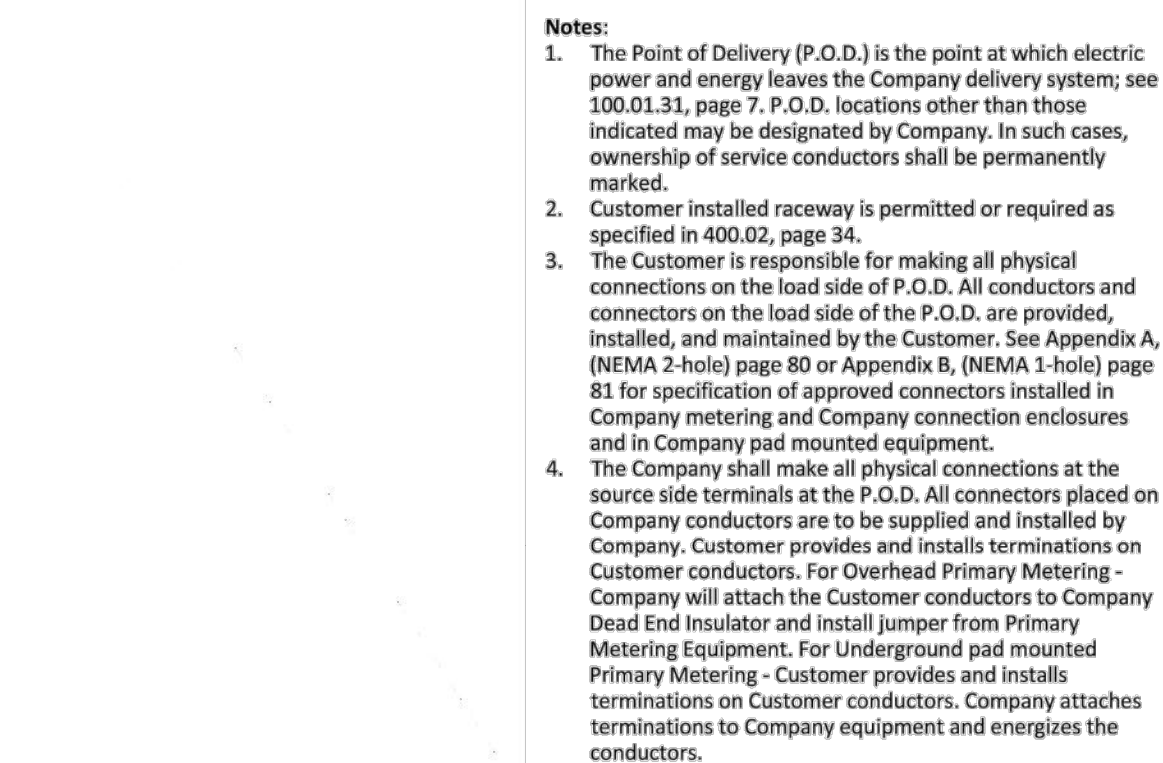 Notes:
1. The Point of Delivery (P.O.D.) is the point at which electric
power and energy leaves the Company delivery system; see
100.01.31, page 7. P.O.D. locations other than those
indicated may be designated by Company. In such cases,
ownership of service conductors shall be permanently
marked.
2. Customer installed raceway is permitted or required as
specified in 400.02, page 34.
3. The Customer is responsible for making all physical
connections on the load side of P.O.D. All conductors and
connectors on the load side of the P.O.D. are provided,
installed, and maintained by the Customer. See Appendix A,
(NEMA 2-hole) page 80 or Appendix B, (NEMA 1-hole) page
81 for specification of approved connectors installed in
Company metering and Company connection enclosures
and in Company pad mounted equipment.
4. The Company shall make all physical connections at the
source side terminals at the P.O.D. All connectors placed on
Company conductors are to be supplied and installed by
Company. Customer provides and installs terminations on
Customer conductors. For Overhead Primary Metering -
Company will attach the Customer conductors to Company
Dead End Insulator and install jumper from Primary
Metering Equipment. For Underground pad mounted
Primary Metering - Customer provides and installs
terminations on Customer conductors. Company attaches
terminations to Company equipment and energizes the
conductors.